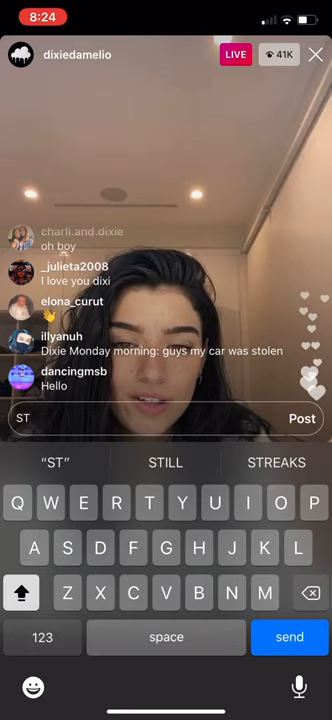 8:24
dixiedamelio
LIVE
41K
charli.and.dixie
oh boy
_julieta2008
I love you dixi
elona_curut
👋
illyanuh
Dixie Monday morning: guys my car was stolen
dancingmsb
Hello
ST
Post
“ST”
STILL
STREAKS
Q W E R T Y U I O P
A S D F G H J K L
Z X C V B N M
123
space
send